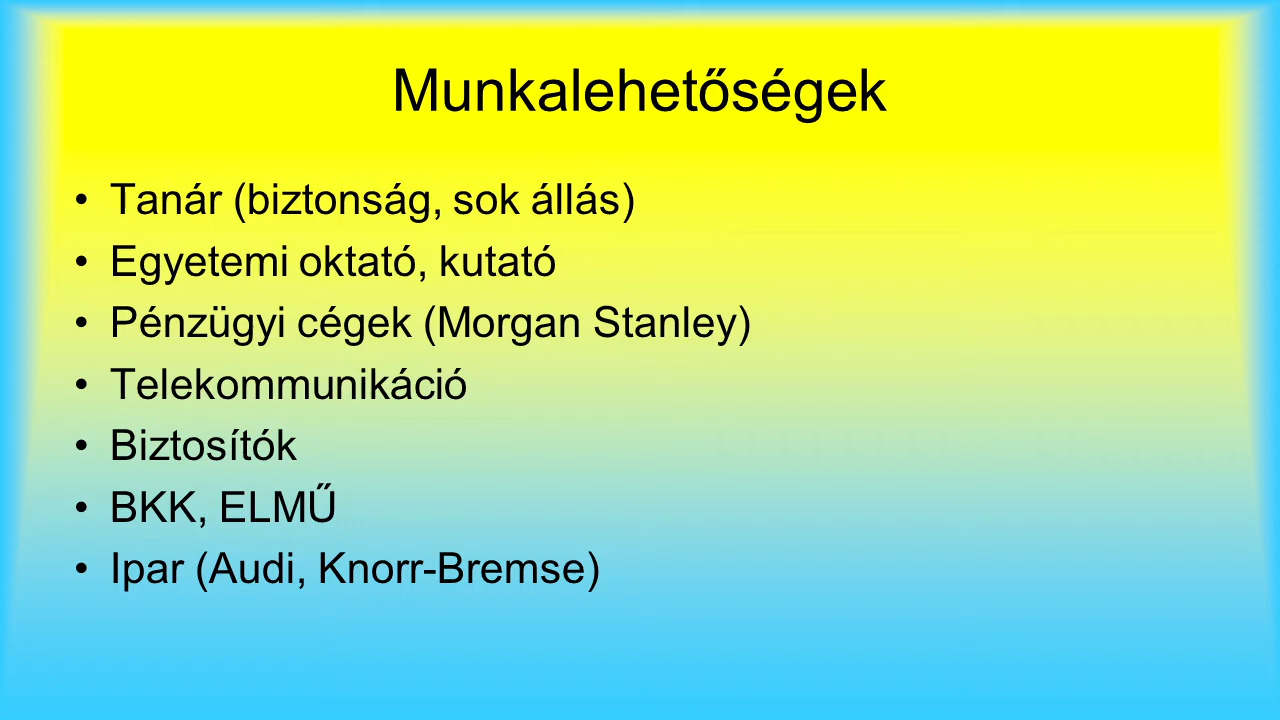 Munkalehetőségek
• Tanár (biztonság, sok állás)
• Egyetemi oktató, kutató
• Pénzügyi cégek (Morgan Stanley)
• Telekommunikáció
• Biztosítók
• BKK, ELMŰ
• Ipar (Audi, Knorr-Bremse)